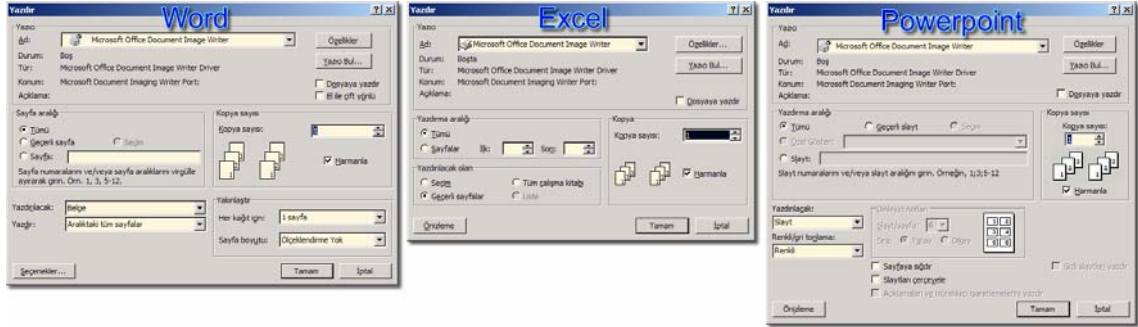 Word
Yazdır
Yazıcı
Adı: Microsoft Office Document Image Writer
Özellikler
Durum: Boş
Yazıcı Bul...
Tür: Microsoft Office Document Image Writer Driver
Konum: Microsoft Document Imaging Writer Port:
Açıklama:
Dosyaya yazdır
El ile çift yönlü
Sayfa aralığı
Tümü
Geçerli sayfa
Seçim
Sayfa:
Sayfa numaralarını ve/veya sayfa aralıklarını virgülle
ayırarak girin. Örn. 1, 3, 5-12
Kopya sayısı
Kopya sayısı: 1
Harmanla
Yazdırılacak: Belge
Yazdır: Aralıktaki tüm sayfalar
Yakınlaştır
Her kağıt için: 1 sayfa
Sayfa boyutu: Ölçeklendirme Yok
Seçenekler...
Tamam
İptal
Excel
Yazdır
Yazıcı
Adı: Microsoft Office Document Image Writer
Özellikler...
Durum: Boşta
Yazıcı Bul...
Tür: Microsoft Office Document Image Writer Driver
Konum: Microsoft Document Imaging Writer Port:
Açıklama:
Dosyaya yazdır
Yazdırma aralığı
Tümü
Sayfalar İlk: Son:
Kopya
Kopya sayısı: 1
Harmanla
Yazdırılacak olan
Seçim
Tüm çalışma kitabı
Geçerli sayfalar
Liste
Önizleme
Tamam
İptal
Powerpoint
Yazdır
Yazıcı
Adı: Microsoft Office Document Image Writer
Özellikler
Durum: Boş
Yazıcı Bul...
Tür: Microsoft Office Document Image Writer Driver
Konum: Microsoft Document Imaging Writer Port:
Açıklama:
Dosyaya yazdır
Yazdırma aralığı
Tümü
Geçerli slayt
Seçim
Özel Gösteri:
Slayt:
Slayt numaralarını ve/veya slayt aralığını girin. Örneğin, 1;3;5-12
Kopya sayısı
Kopya sayısı:
1
Harmanla
Yazdırılacak:
Slayt
Renkli/gri tonlama:
Renkli
Dinleyici notları
Slayt/sayfa: 6
Sıra: Yatay Dikey
Sayfaya sığdır
Slaytları çerçevele
Açıklamaları ve mürekkep işaretlemelerini yazdır
Gizli slaytları yazdır
Önizleme
Tamam
İptal